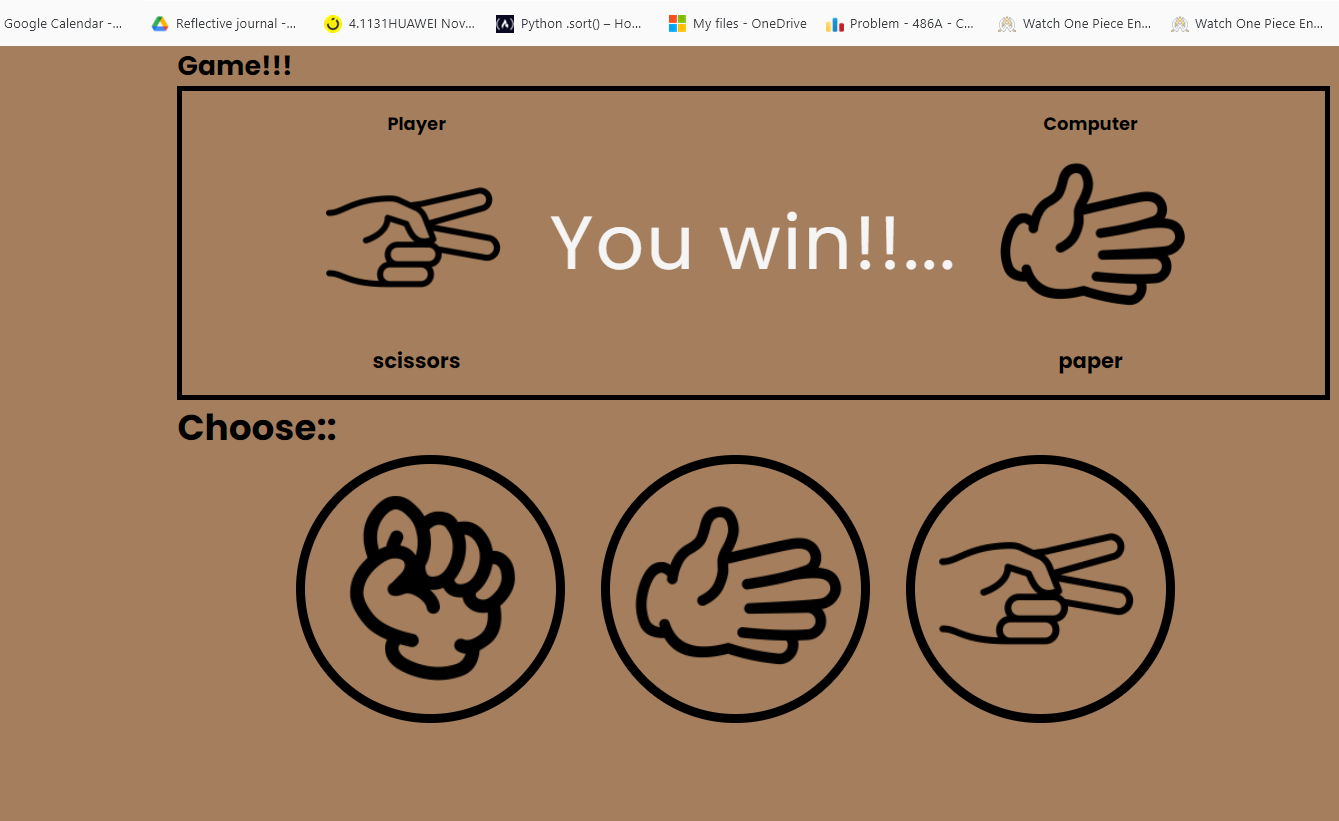 Google Calendar -... Reflective journal -... 4.1131HUAWEI Nov... Python .sort() – Ho... My files - OneDrive Problem - 486A - C... Watch One Piece En... Watch One Piece En...
Game!!!
Player Computer
You win!!...
scissors paper
Choose::